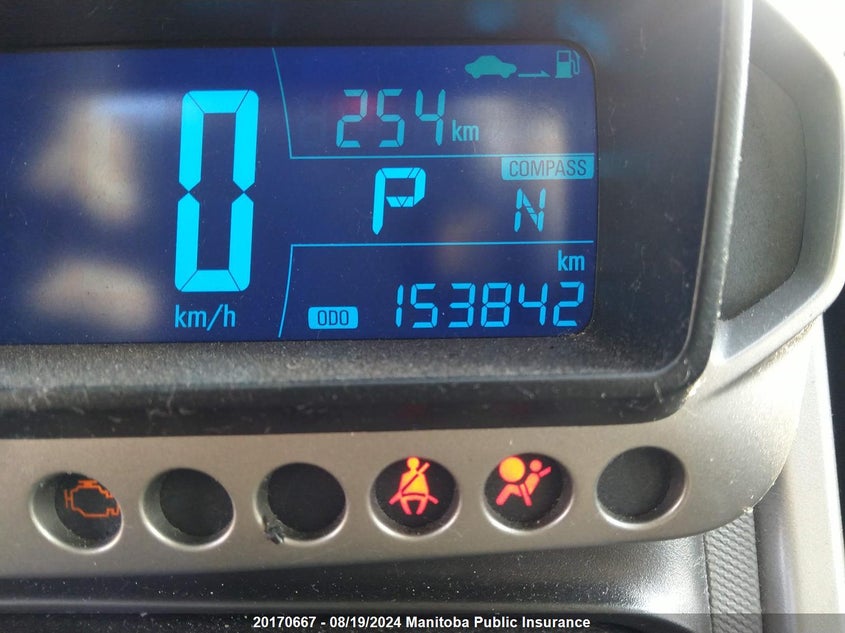 254 km
COMPASS
0 P N
km
km/h ODO 153842
20170667 - 08/19/2024 Manitoba Public Insurance